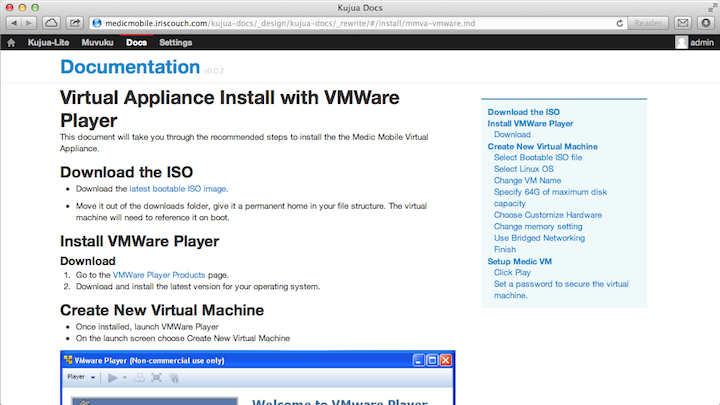 Kujua Docs
medicmobile.iriscouch.com/kujua-docs/_design/kujua-docs/_rewrite/#/install/mmva-vmware.md
Reader
Kujua-Lite Muvuku Docs Settings
admin
Documentation v0.0.2
Virtual Appliance Install with VMWare
Player
This document will take you through the recommended steps to install the the Medic Mobile Virtual
Appliance.
Download the ISO
• Download the latest bootable ISO image.
• Move it out of the downloads folder, give it a permanent home in your file structure. The virtual
machine will need to reference it on boot.
Install VMWare Player
Download
1. Go to the VMWare Player Products page.
2. Download and install the latest version for your operating system.
Create New Virtual Machine
• Once installed, launch VMWare Player
• On the launch screen choose Create New Virtual Machine
VMware Player (Non-commercial use only)
Player
Welcome to VMware Player
Download the ISO
Install VMWare Player
Download
Create New Virtual Machine
Select Bootable ISO file
Select Linux OS
Change VM Name
Specify 64G of maximum disk
capacity
Choose Customize Hardware
Change memory setting
Use Bridged Networking
Finish
Setup Medic VM
Click Play
Set a password to secure the virtual
machine.